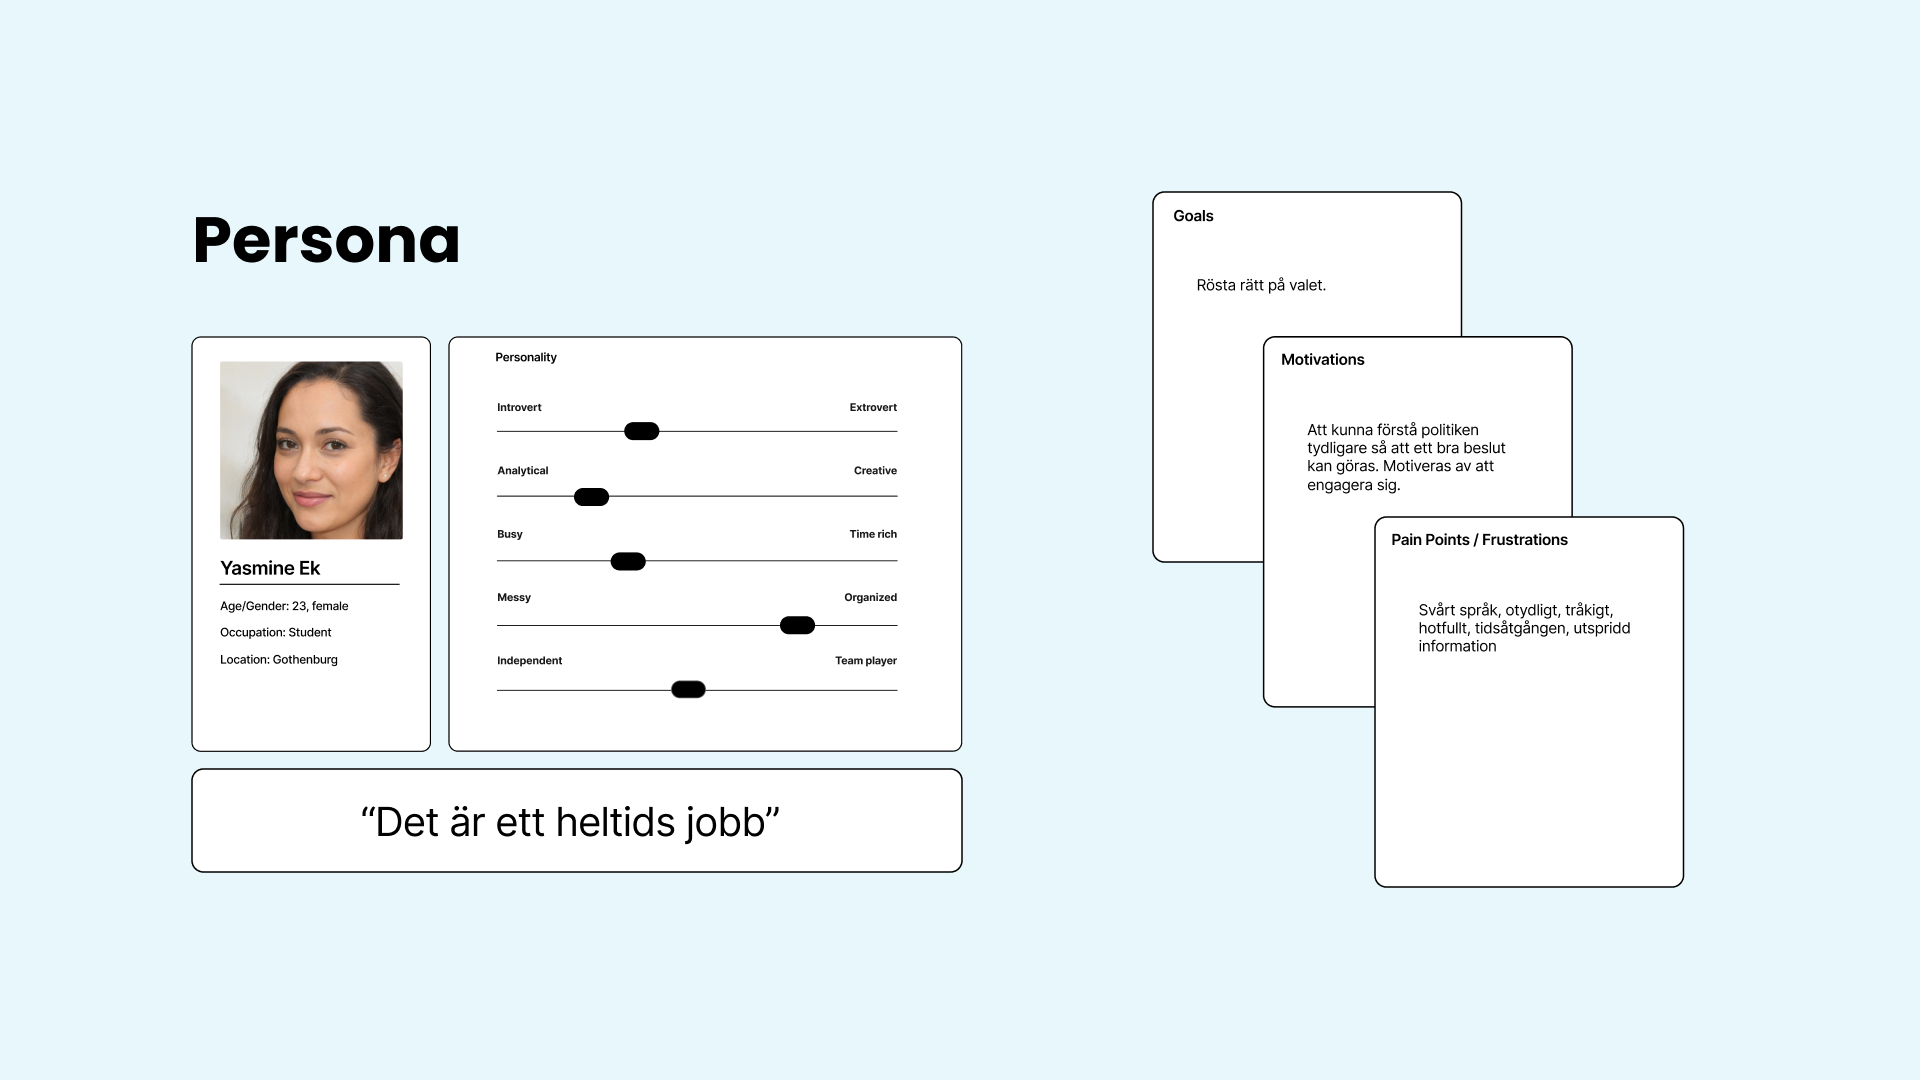 Persona
Yasmine Ek
Age/Gender: 23, female
Occupation: Student
Location: Gothenburg
Personality
Introvert Extrovert
Analytical Creative
Busy Time rich
Messy Organized
Independent Team player
“Det är ett heltids jobb”
Goals
Rösta rätt på valet.
Motivations
Att kunna förstå politiken
tydligare så att ett bra beslut
kan göras. Motiveras av att
engagera sig.
Pain Points / Frustrations
Svårt språk, otydligt, tråkigt,
hotfullt, tidsåtgången, utspridd
information